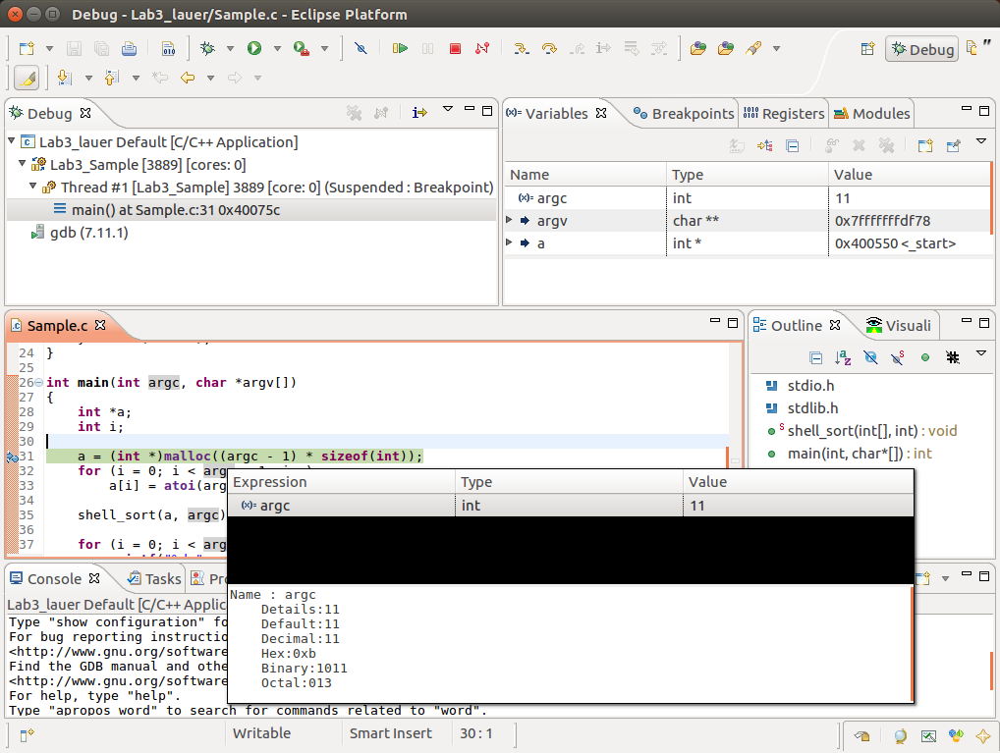 Debug - Lab3_lauer/Sample.c - Eclipse Platform
Debug
Debug
Lab3_lauer Default [C/C++ Application]
Lab3_Sample [3889] [cores: 0]
Thread #1 [Lab3_Sample] 3889 [core: 0] (Suspended : Breakpoint)
main() at Sample.c:31 0x40075c
gdb (7.11.1)
(x)= Variables
Breakpoints
Registers
Modules
Name Type Value
(x)= argc int 11
argv char ** 0x7fffffffdf78
a int * 0x400550 <_start>
Sample.c
24 }
25
26 int main(int argc, char *argv[])
27 {
28 int *a;
29 int i;
30
31 a = (int *)malloc((argc - 1) * sizeof(int));
32 for (i = 0; i <
33 a[i] = atoi(arg
34
35 shell_sort(a, argc)
36
37 for (i = 0; i < arg
Outline
Visuali
stdio.h
stdlib.h
shell_sort(int[], int) : void
main(int, char*[]) : int
Expression Type Value
(x)= argc int 11
Name : argc
Details:11
Default:11
Decimal:11
Hex:0xb
Binary:1011
Octal:013
Console
Tasks
Pr
Lab3_lauer Default [C/C++ Applic
Type "show configuration" fo
For bug reporting instructio
<http://www.gnu.org/software
Find the GDB manual and othe
<http://www.gnu.org/software
For help, type "help".
Type "apropos word" to search for commands related to "word".
Writable
Smart Insert
30 : 1